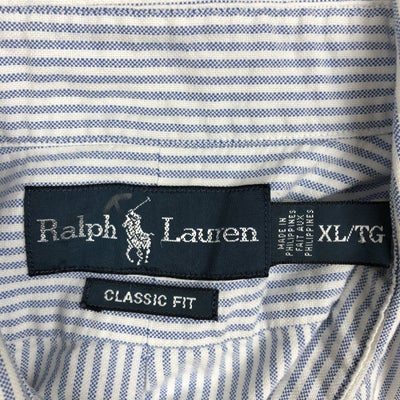 Ralph Lauren
MADE IN
PHILIPPINES
FAIT AUX
PHILIPPINES
XL/TG
CLASSIC FIT